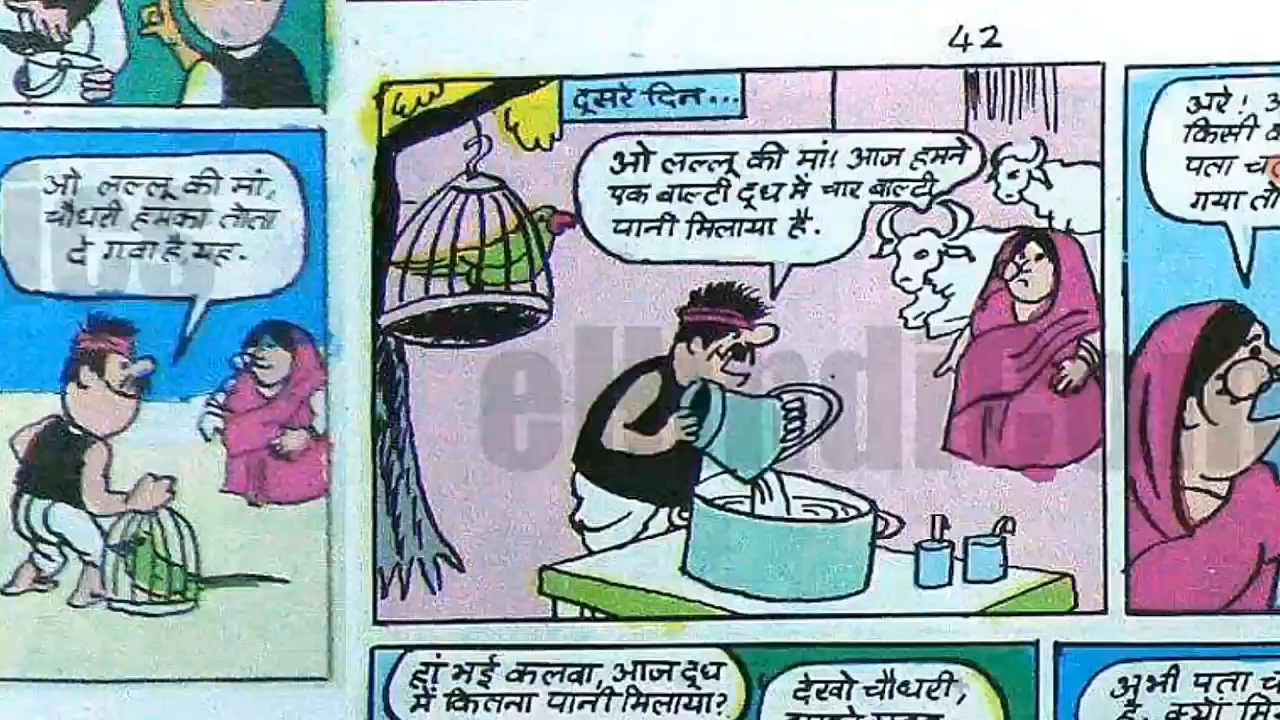 42
ओ लल्लू की मां,
चौधरी हमका तोता
दे गवा है, यह.
दूसरे दिन...
ओ लल्लू की मां! आज हमने
एक बाल्टी दूध में चार बाल्टी
पानी मिलाया है.
अरे!
किसी
पता
गया तो
हां भई कलवा, आज दूध
में कितना पानी मिलाया?
देखो चौधरी,
अभी पता
है.